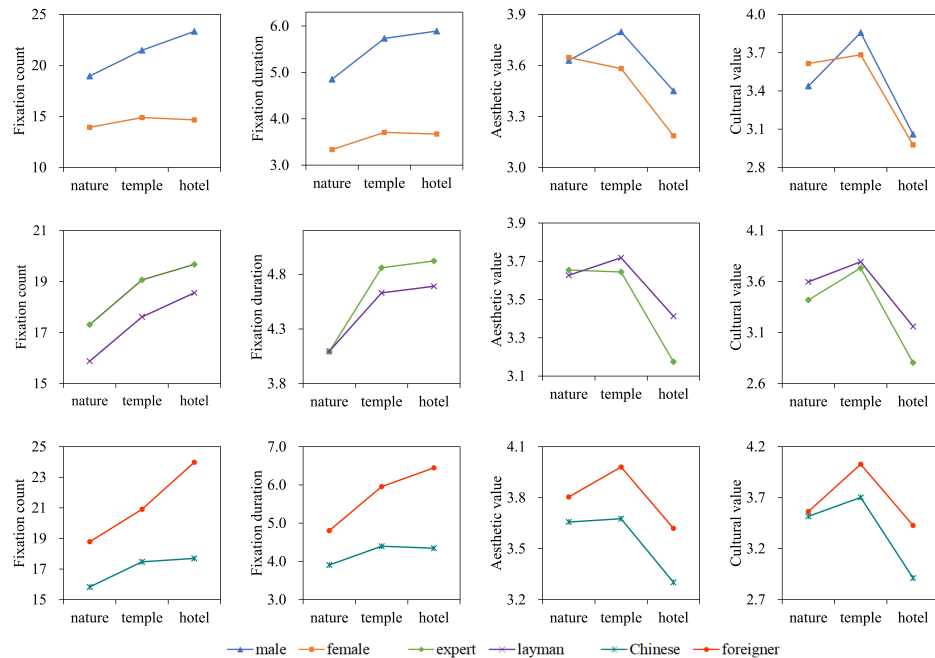 Fixation count
25
20
15
10
nature temple hotel
Fixation duration
6.0
5.0
4.0
3.0
nature temple hotel
Aesthetic value
3.9
3.6
3.3
3.0
nature temple hotel
Cultural value
4.0
3.7
3.4
3.1
2.8
nature temple hotel
Fixation count
21
19
17
15
nature temple hotel
Fixation duration
4.8
4.3
3.8
nature temple hotel
Aesthetic value
3.9
3.7
3.5
3.3
3.1
nature temple hotel
Cultural value
4.1
3.6
3.1
2.6
nature temple hotel
Fixation count
25
23
21
19
17
15
nature temple hotel
Fixation duration
7.0
6.0
5.0
4.0
3.0
nature temple hotel
Aesthetic value
4.1
3.8
3.5
3.2
nature temple hotel
Cultural value
4.2
3.7
3.2
2.7
nature temple hotel
male female expert layman Chinese foreigner